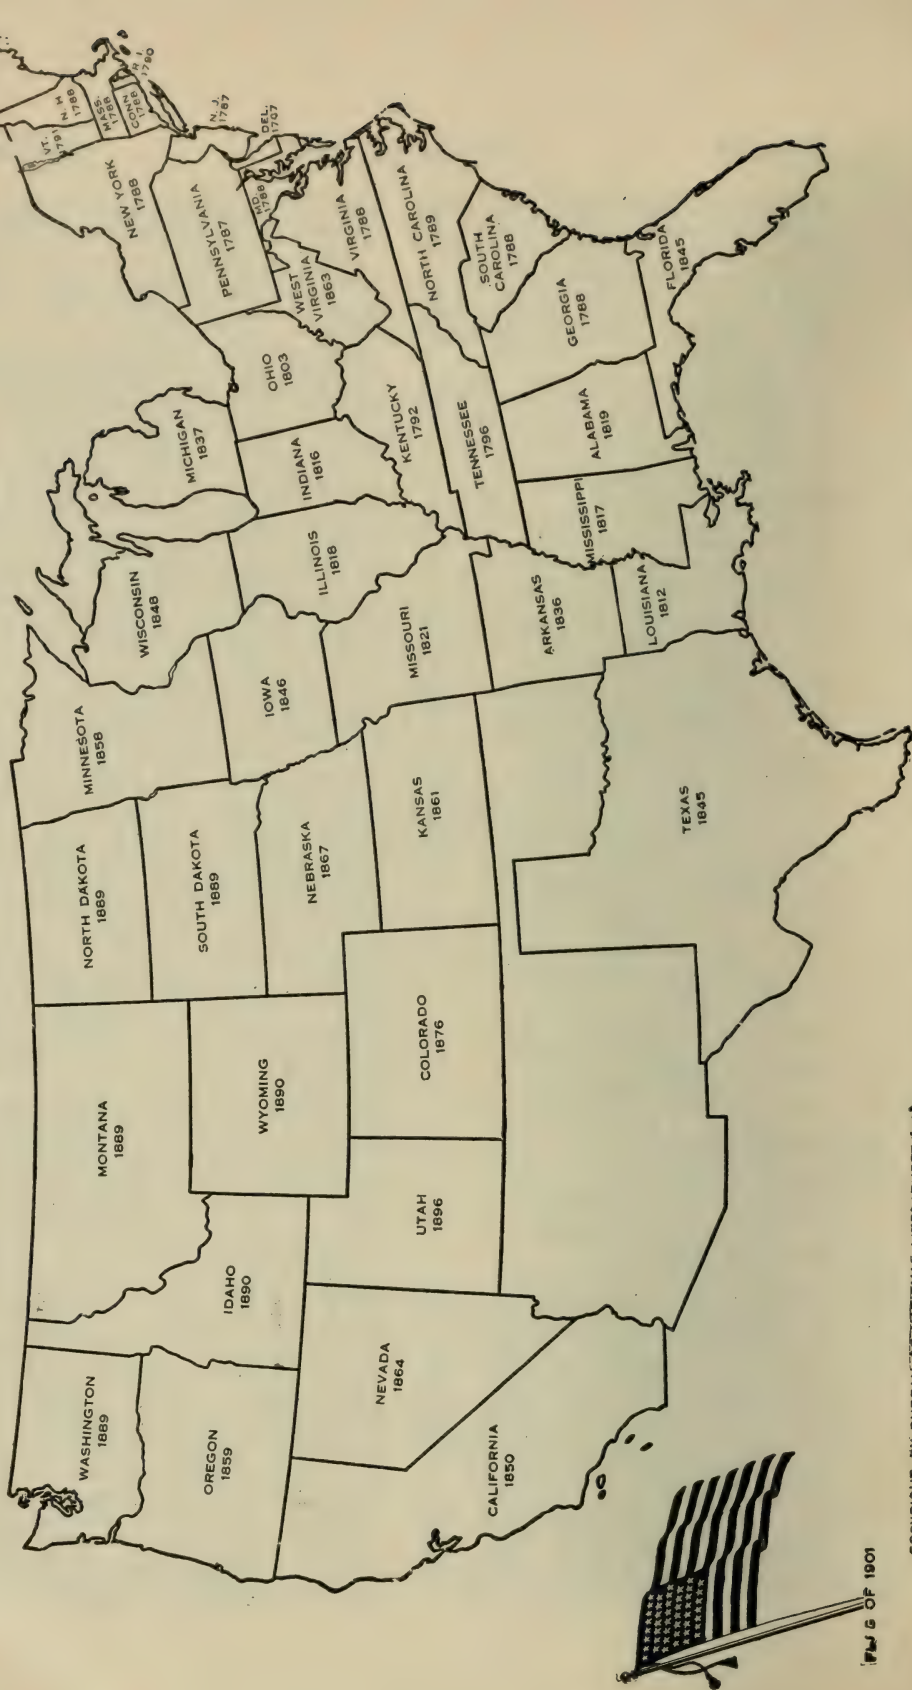 WASHINGTON
1889
OREGON
1859
CALIFORNIA
1850
NEVADA
1864
IDAHO
1890
MONTANA
1889
WYOMING
1890
UTAH
1896
COLORADO
1876
NORTH DAKOTA
1889
SOUTH DAKOTA
1889
NEBRASKA
1867
KANSAS
1861
TEXAS
1845
MINNESOTA
1858
IOWA
1846
MISSOURI
1821
ARKANSAS
1836
LOUISIANA
1812
WISCONSIN
1848
ILLINOIS
1818
MICHIGAN
1837
INDIANA
1816
OHIO
1803
KENTUCKY
1792
TENNESSEE
1796
MISSISSIPPI
1817
ALABAMA
1819
GEORGIA
1788
FLORIDA
1845
SOUTH
CAROLINA
1788
NORTH CAROLINA
1789
VIRGINIA
1788
WEST
VIRGINIA
1863
PENNSYLVANIA
1787
NEW YORK
1788
MD.
1788
DEL.
1787
N. J.
1787
VT.
1791
N. H.
1788
MASS.
1788
CONN.
1788
R. I.
1790
OF 1901